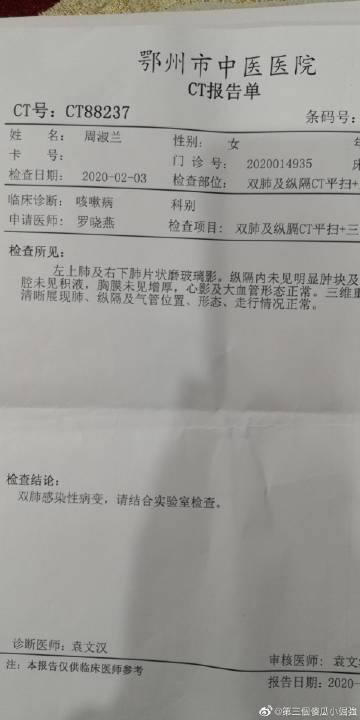 鄂州市中医医院
CT报告单
CT号：CT88237 条码号：
姓 名： 周淑兰 性别： 女 年
卡 号： 门 诊 号： 2020014935 床
检查日期： 2020-02-03 检查部位： 双肺及纵隔CT平扫+
临床诊断： 咳嗽病 科别
申请医师： 罗晓燕 检查项目： 双肺及纵膈CT平扫+三
检查所见：
左上肺及右下肺片状磨玻璃影。纵隔内未见明显肿块及
腔未见积液，胸膜未见增厚，心影及大血管形态正常。三维重
清晰展现肺、纵隔及气管位置、形态、走行情况正常。
检查结论：
双肺感染性病变，请结合实验室检查。
诊断医师：袁文汉 审核医师： 袁文
注：本报告仅供临床医师参考 报告日期：2020-
@第三個傻瓜小倔強